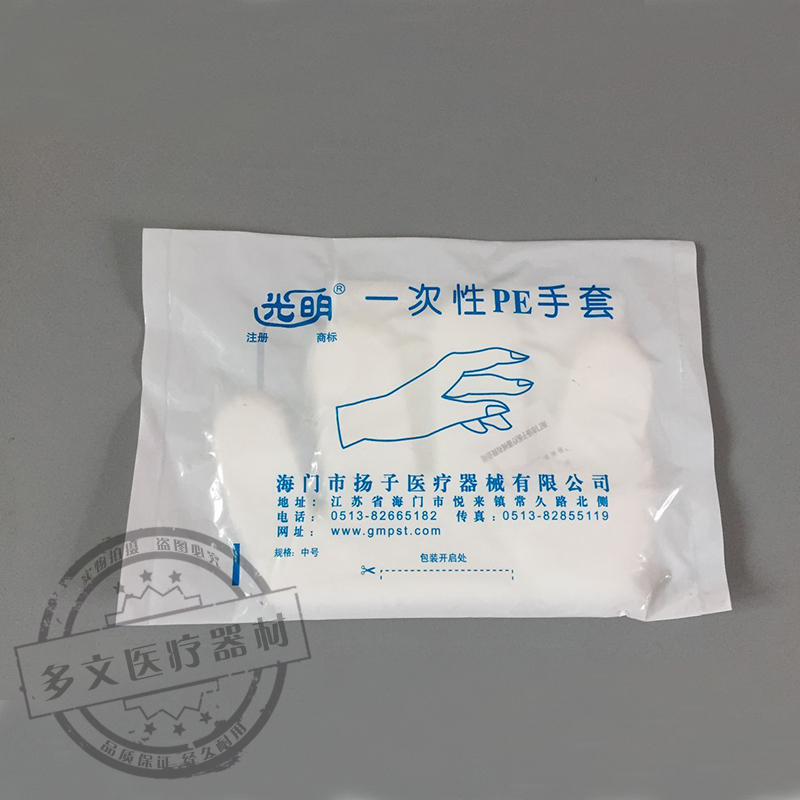 光明® 一次性PE手套
注册 商标
海门市扬子医疗器械有限公司
地址：江苏省海门市悦来镇常久路北侧
电话：0513-82665182 传真：0513-82855119
网址：www.gmpst.com
规格：中号
包装开启处
实物拍摄 盗图必究
多文医疗器材
品质保证 经久耐用